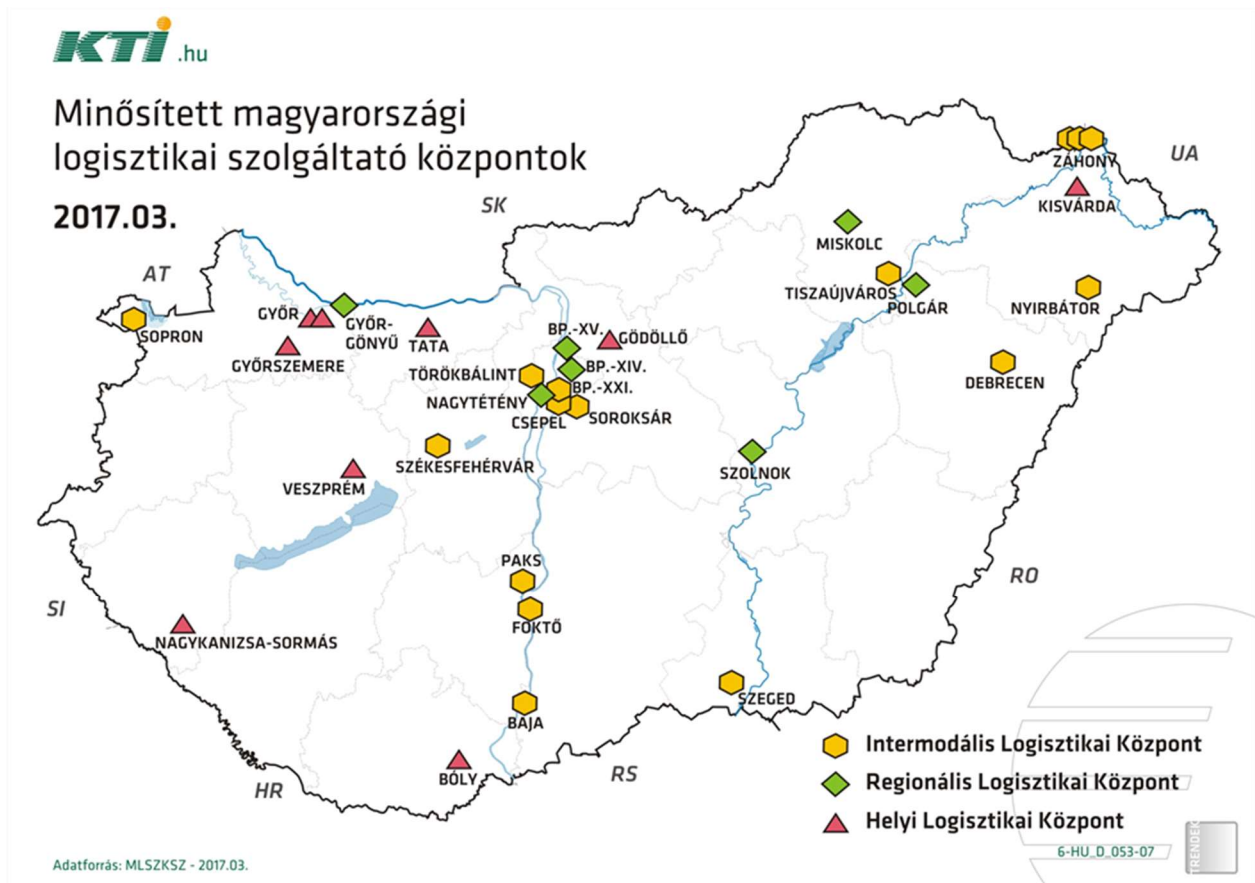 KTI.hu
Minősített magyarországi
logisztikai szolgáltató központok
2017.03.
UA
ZÁHONY
KISVÁRDA
SK
MISKOLC
AT
TISZAÚJVÁROS
POLGÁR
NYIRBÁTOR
SOPRON
GYŐR
GYŐR-
GÖNYŰ
TATA
BP.-XV.
GÖDÖLLŐ
GYŐRSZEMERE
TÖRÖKBÁLINT
BP.-XIV.
DEBRECEN
BP.-XXI.
NAGYTÉTÉNY
CSEPEL
SOROKSÁR
SZÉKESFEHÉRVÁR
SZOLNOK
VESZPRÉM
PAKS
RO
SI
FOKTŐ
NAGYKANIZSA-SORMÁS
SZEGED
BAJA
Intermodális Logisztikai Központ
RS
BÓLY
HR
Regionális Logisztikai Központ
Helyi Logisztikai Központ
6-HU_D_053-07
TRENDEK
Adatforrás: MLSZKSZ - 2017.03.